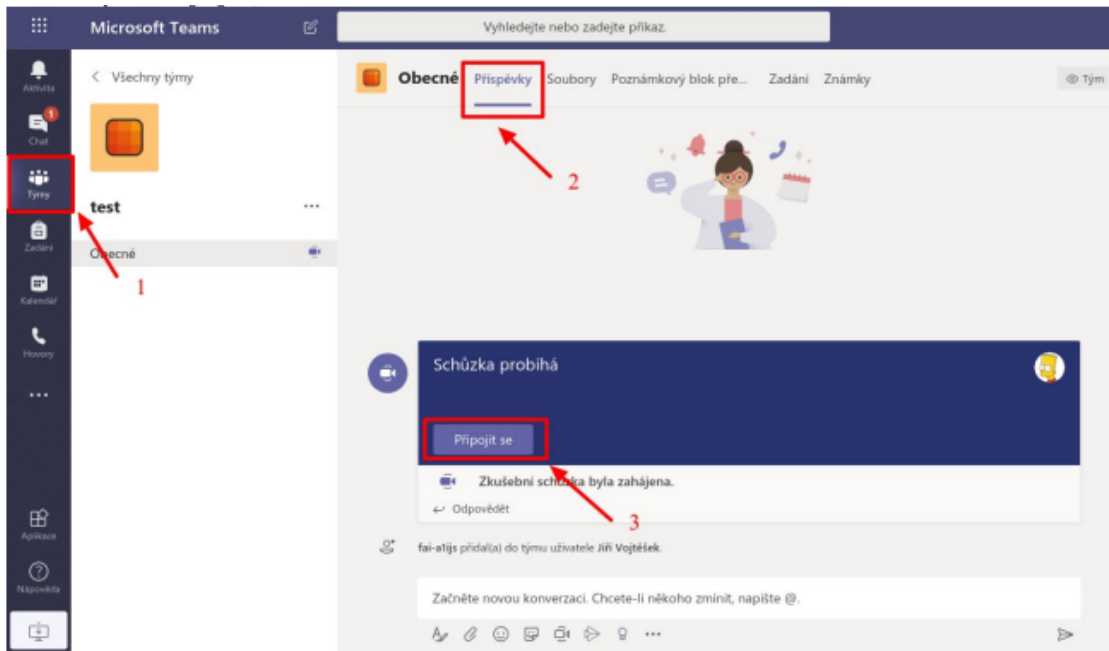 Microsoft Teams
Vyhledejte nebo zadejte příkaz.
Aktivita
Chat
1
Týmy
Zadání
Kalendář
Hovory
Aplikace
Nápověda
Všechny týmy
test
Obecné
1
Obecné Příspěvky Soubory Poznámkový blok pře... Zadání Známky
Tým
2
Schůzka probíhá
Připojit se
Zkušební schůzka byla zahájena.
Odpovědět
3
fai-a1ijs přidal(a) do týmu uživatele Jiří Vojtěšek.
Začněte novou konverzaci. Chcete-li někoho zmínit, napište @.